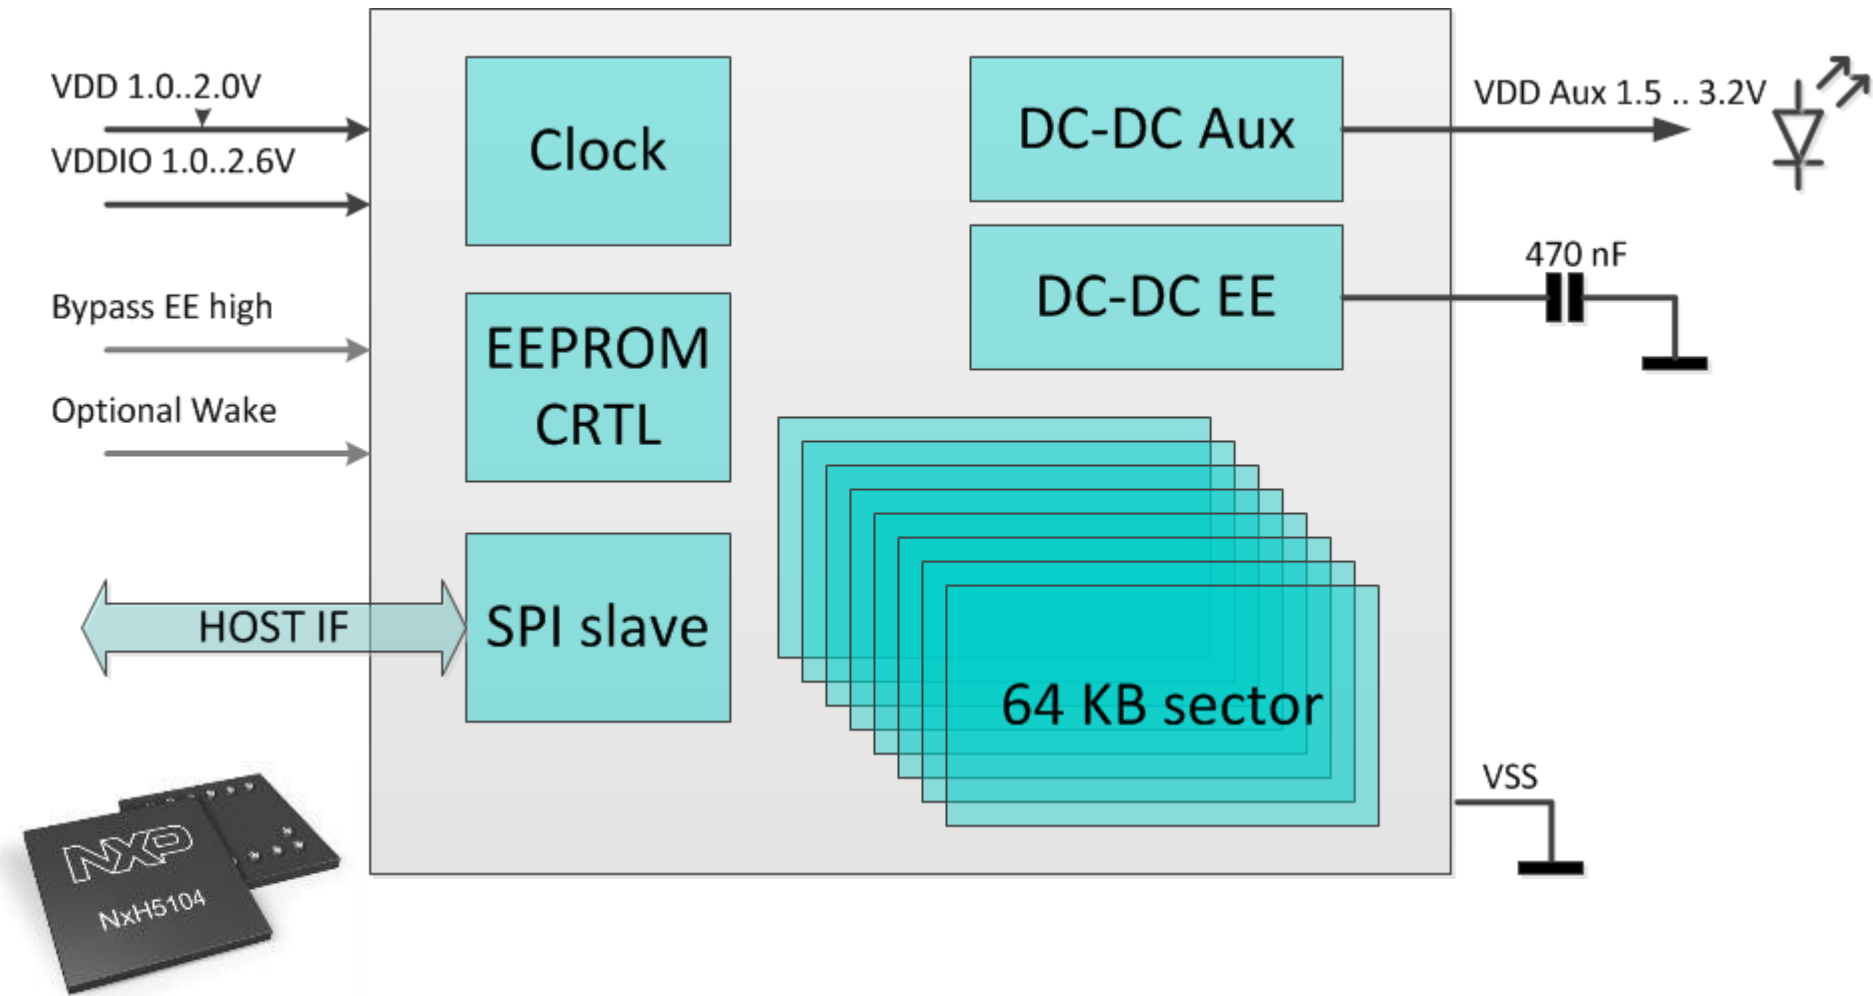 VDD 1.0..2.0V
VDDIO 1.0..2.6V
Bypass EE high
Optional Wake
HOST IF
Clock
EEPROM
CRTL
SPI slave
DC-DC Aux
DC-DC EE
64 KB sector
VDD Aux 1.5 .. 3.2V
470 nF
VSS
NXP
NxH5104